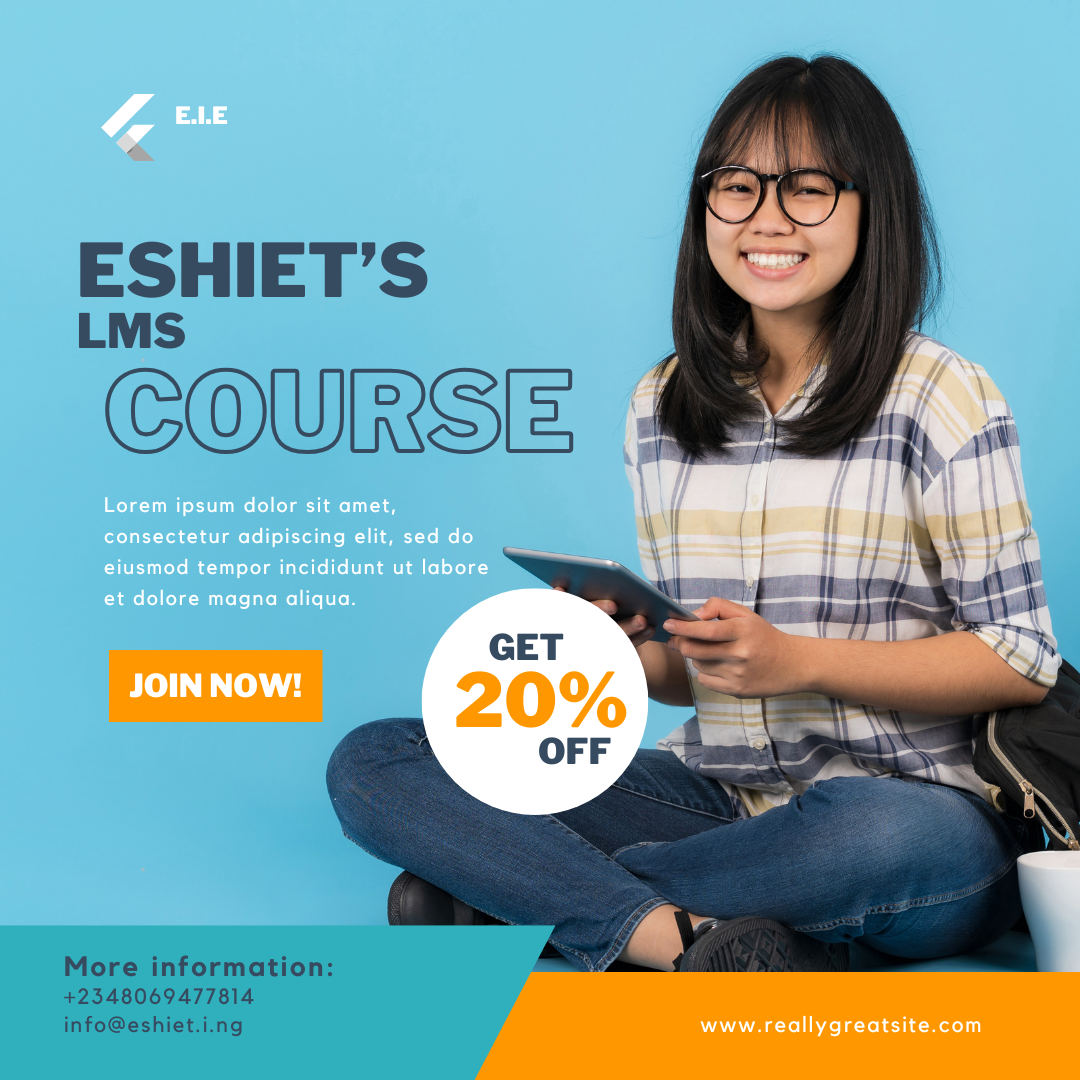 E.I.E
ESHIET’S
LMS
COURSE
Lorem ipsum dolor sit amet,
consectetur adipiscing elit, sed do
eiusmod tempor incididunt ut labore
et dolore magna aliqua.
JOIN NOW!
GET
20%
OFF
More information:
+2348069477814
info@eshiet.i.ng
www.reallygreatsite.com